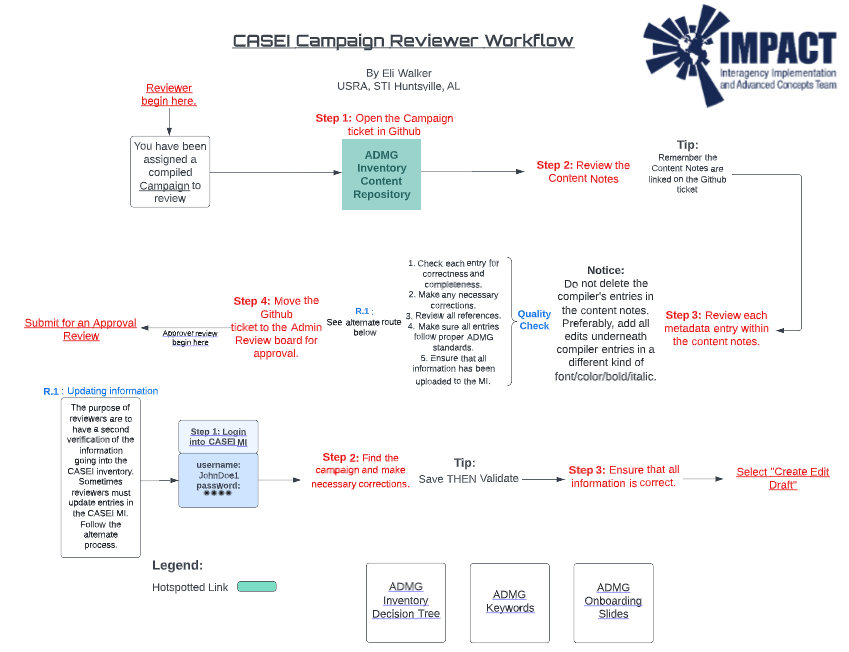 CASEI Campaign Reviewer Workflow
By Eli Walker
USRA, STI Huntsville, AL
IMPACT
Interagency Implementation
and Advanced Concepts Team
Reviewer
begin here.
You have been
assigned a
compiled
Campaign to
review
Step 1: Open the Campaign
ticket in Github
ADMG
Inventory
Content
Repository
Step 2: Review the
Content Notes
Tip:
Remember the
Content Notes are
linked on the Github
ticket
Step 3: Review each
metadata entry within
the content notes.
Notice:
Do not delete the
compiler's entries in
the content notes.
Preferably, add all
edits underneath
compiler entries in a
different kind of
font/color/bold/italic.
Quality
Check
1. Check each entry for
correctness and
completeness.
2. Make any necessary
corrections.
3. Review all references.
4. Make sure all entries
follow proper ADMG
standards.
5. Ensure that all
information has been
uploaded to the MI.
R.1 :
See alternate route
below
Step 4: Move the
Github
ticket to the Admin
Review board for
approval.
Approver review
begin here
Submit for an Approval
Review
R.1 : Updating information
The purpose of
reviewers are to
have a second
verification of the
information
going into the
CASEI inventory.
Sometimes
reviewers must
update entries in
the CASEI MI.
Follow the
alternate
process.
Step 1: Login
into CASEI MI
username:
JohnDoe1
password:
****
Step 2: Find the
campaign and make
necessary corrections.
Tip:
Save THEN Validate
Step 3: Ensure that all
information is correct.
Select "Create Edit
Draft"
Legend:
Hotspotted Link
ADMG
Inventory
Decision Tree
ADMG
Keywords
ADMG
Onboarding
Slides